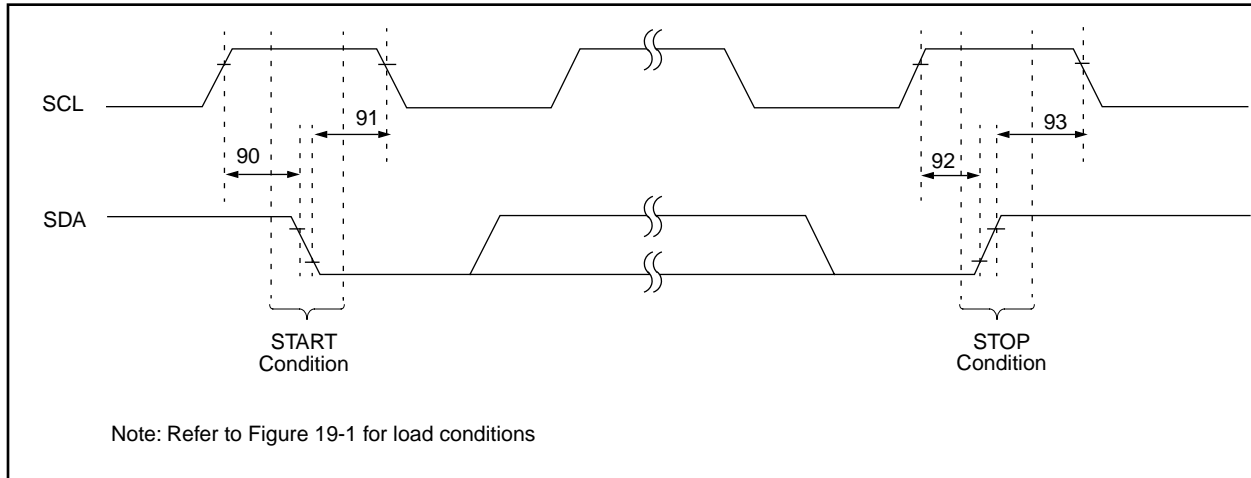 SCL
91
93
90
92
SDA
START
Condition
STOP
Condition
Note: Refer to Figure 19-1 for load conditions